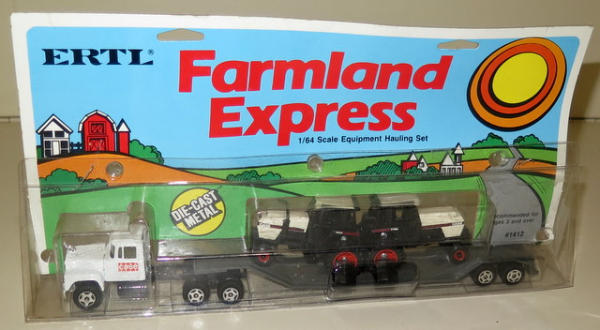 ERTL®
Farmland
Express
1/64 Scale Equipment Hauling Set
DIE-CAST
METAL
recommended for
ages 3 and over
#1412